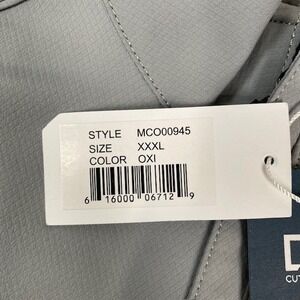 STYLE MCO00945
SIZE XXXL
COLOR OXI
6 16000 06712 9
CUT